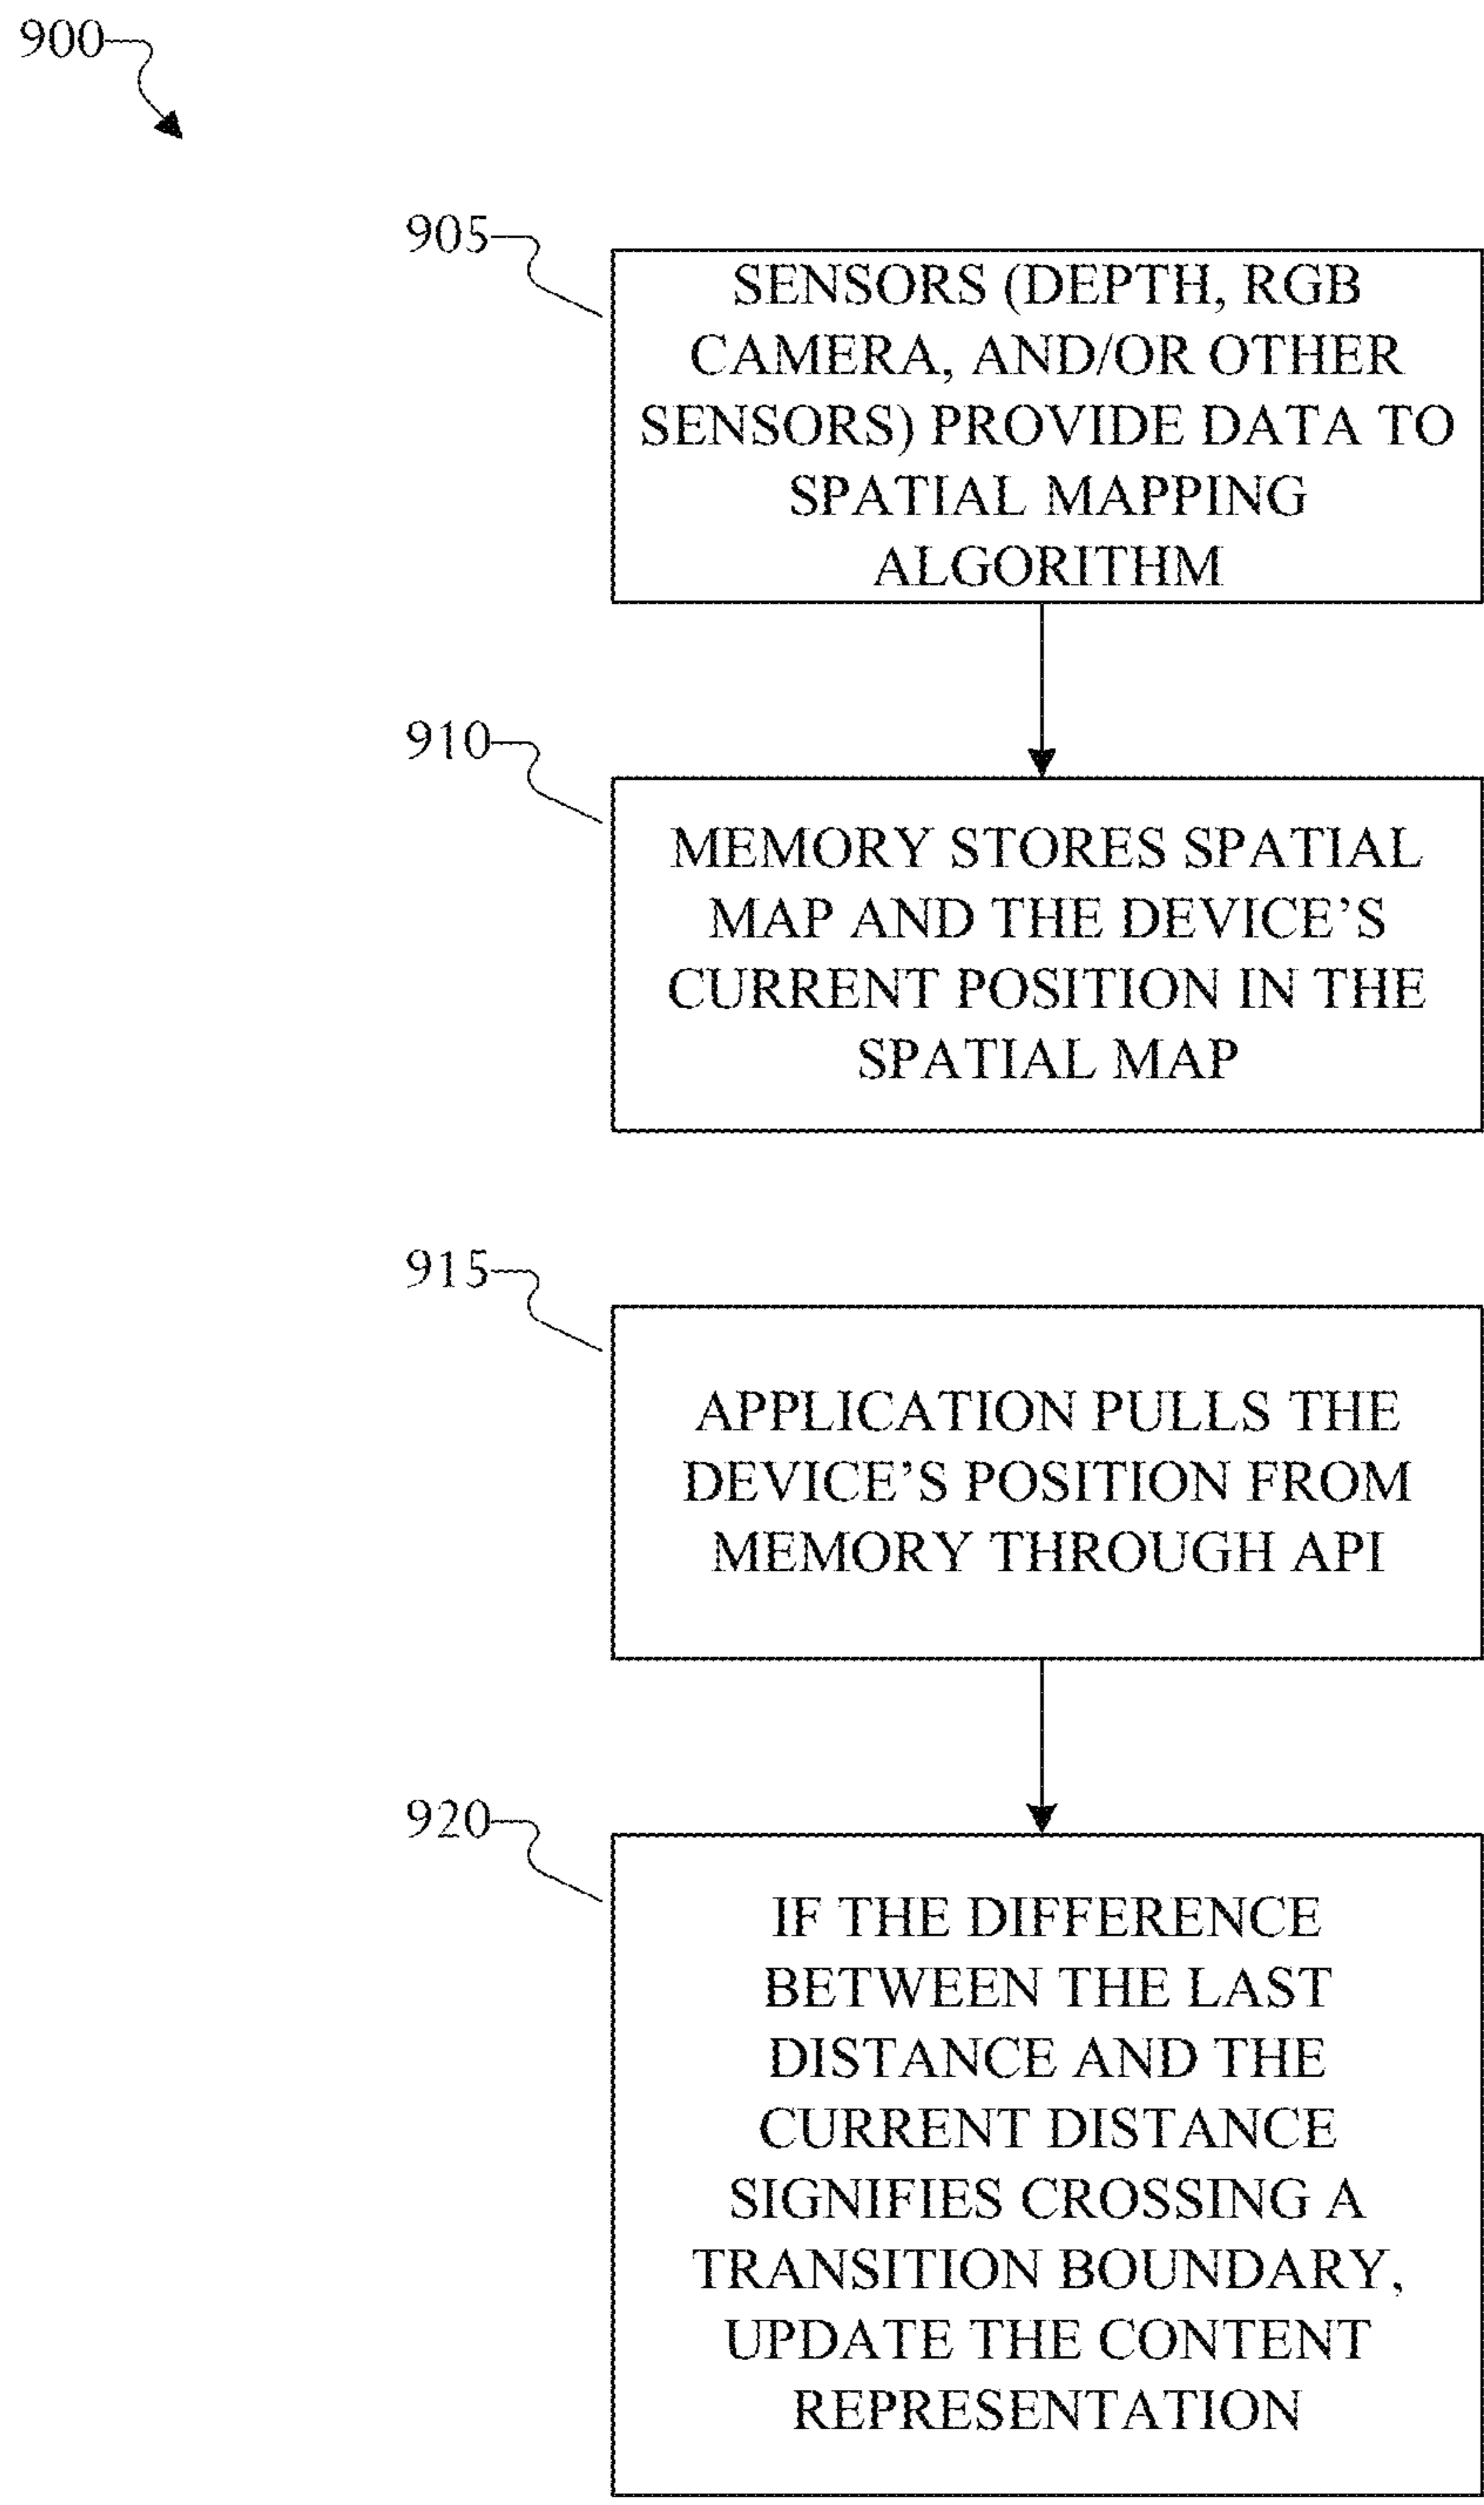 900
905
SENSORS (DEPTH, RGB
CAMERA, AND/OR OTHER
SENSORS) PROVIDE DATA TO
SPATIAL MAPPING
ALGORITHM
910
MEMORY STORES SPATIAL
MAP AND THE DEVICE’S
CURRENT POSITION IN THE
SPATIAL MAP
915
APPLICATION PULLS THE
DEVICE’S POSITION FROM
MEMORY THROUGH API
920
IF THE DIFFERENCE
BETWEEN THE LAST
DISTANCE AND THE
CURRENT DISTANCE
SIGNIFIES CROSSING A
TRANSITION BOUNDARY,
UPDATE THE CONTENT
REPRESENTATION